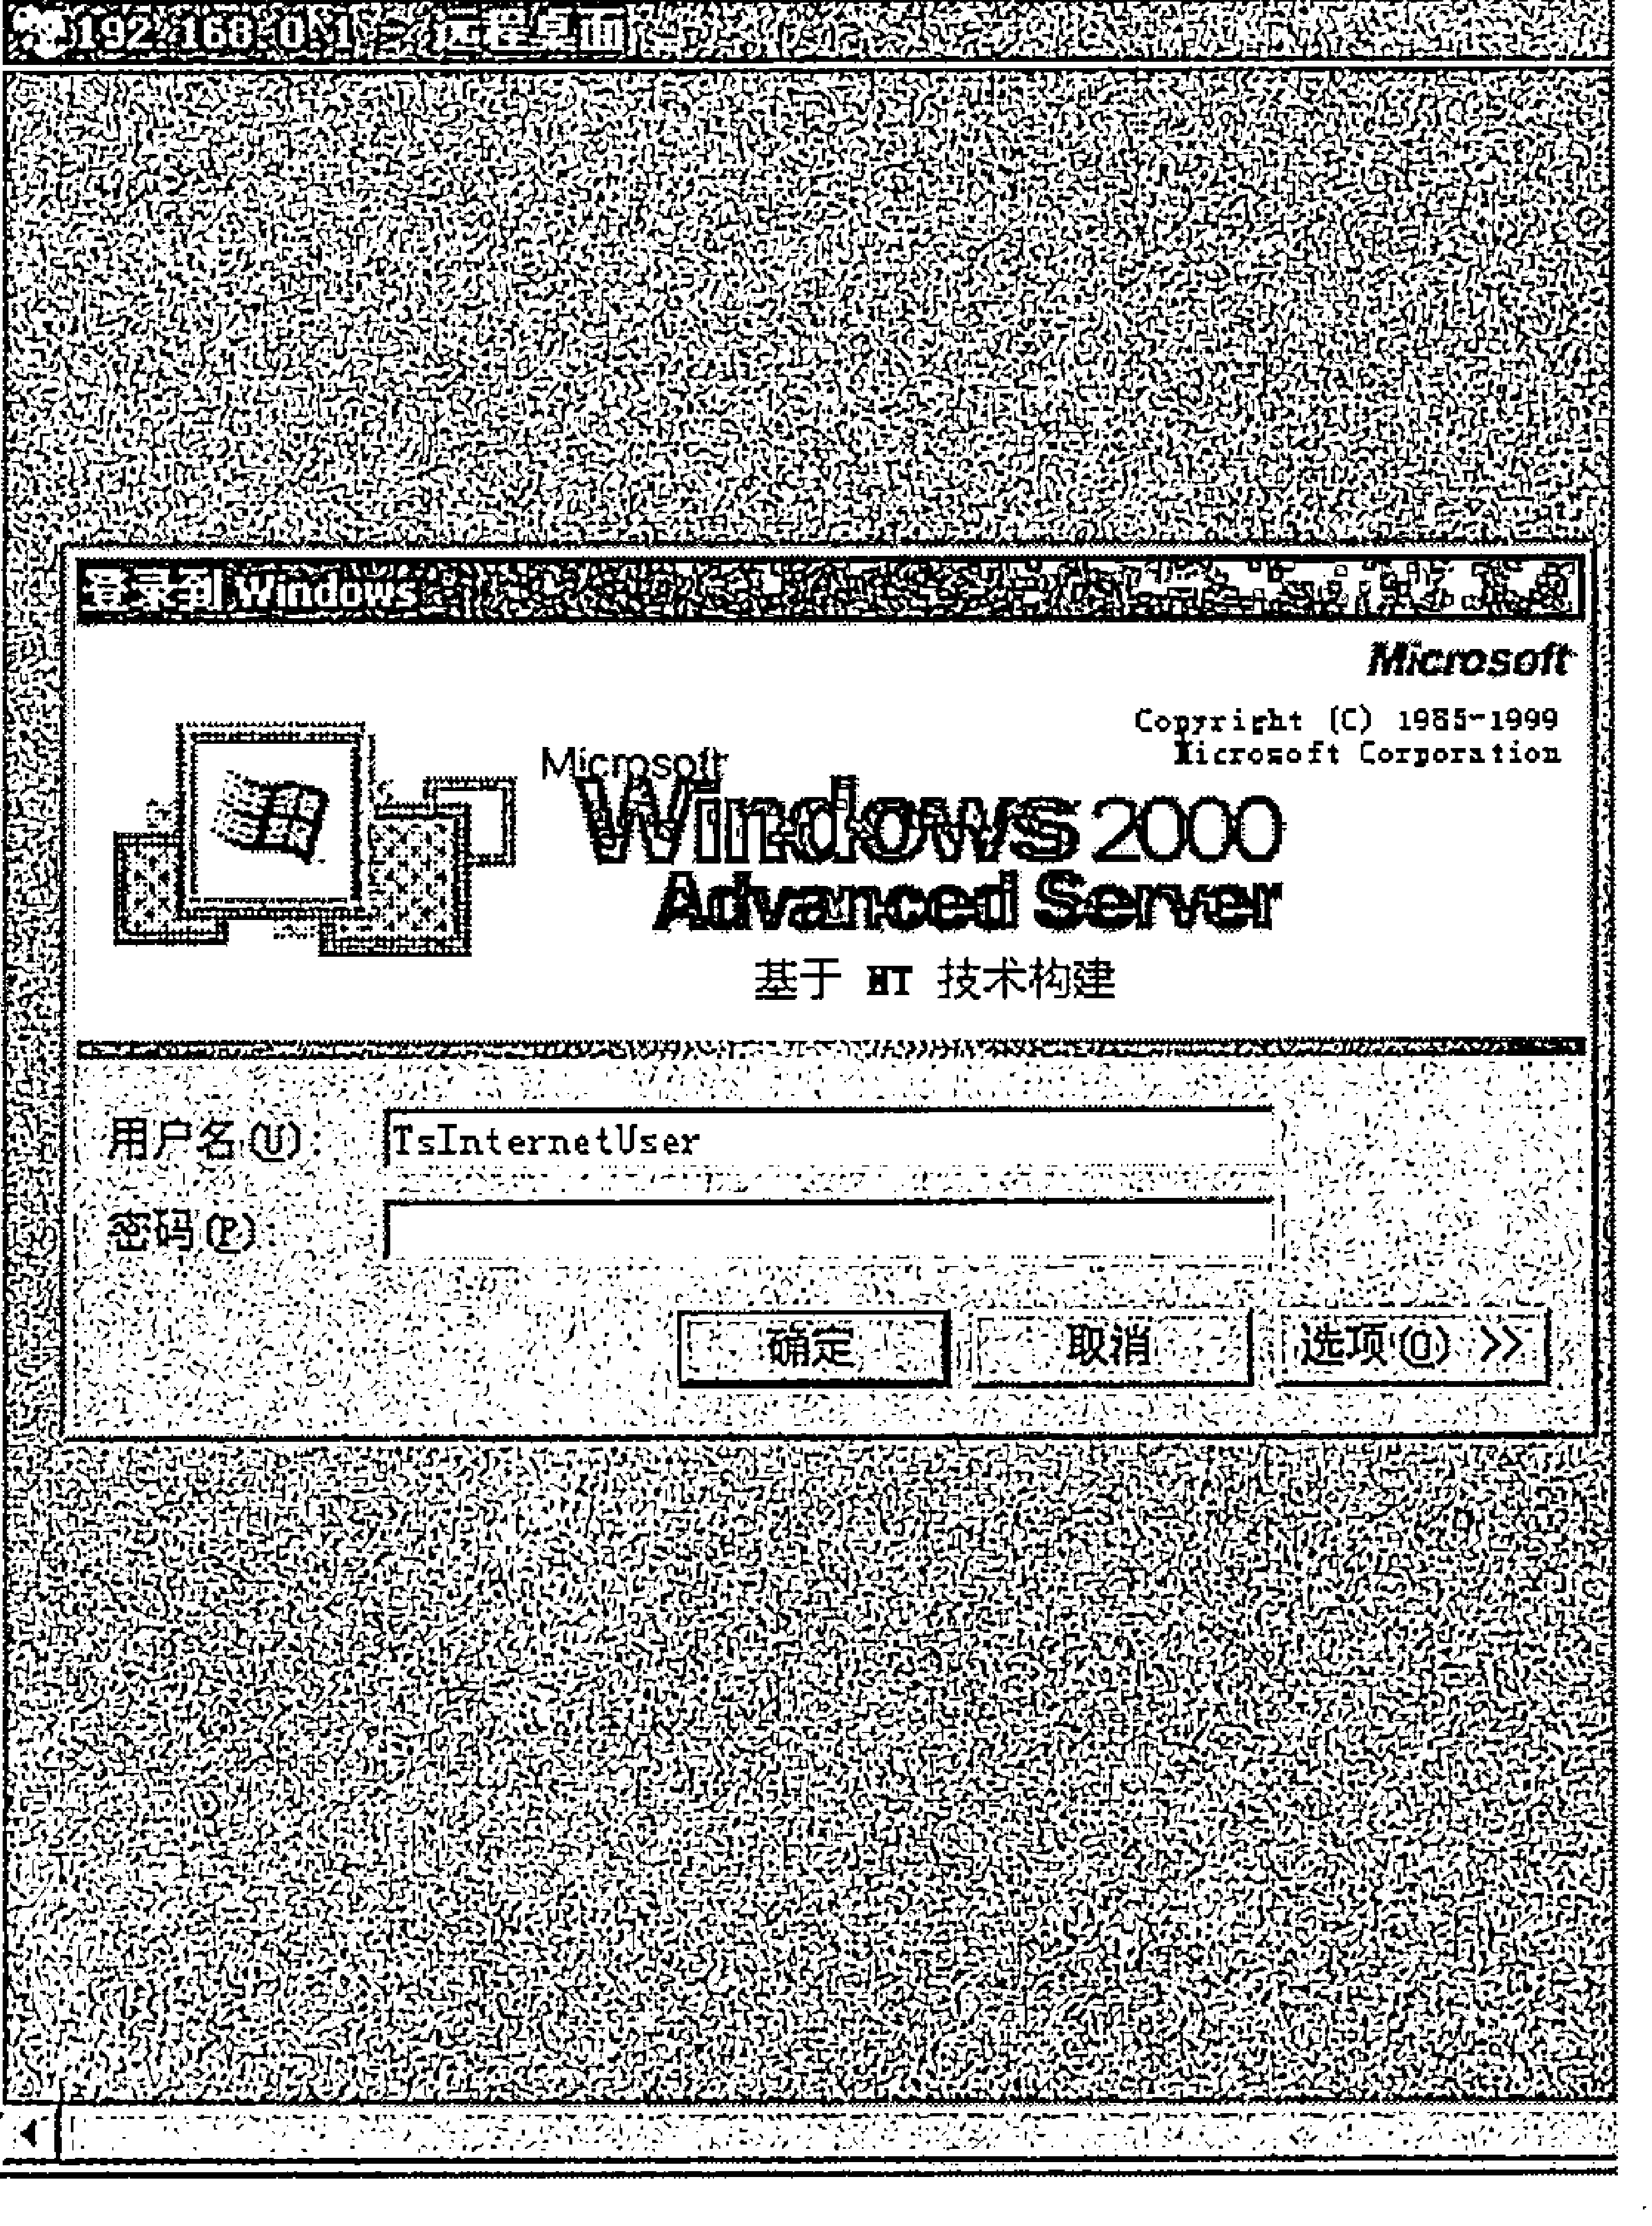 192.168.0.1 - 远程桌面
登录到 Windows
Microsoft
Copyright (C) 1985-1999
Microsoft Corporation
Microsoft
Windows 2000
Advanced Server
基于 NT 技术构建
用户名(U): TsInternetUser
密码(P):
确定 取消 选项(O) >>